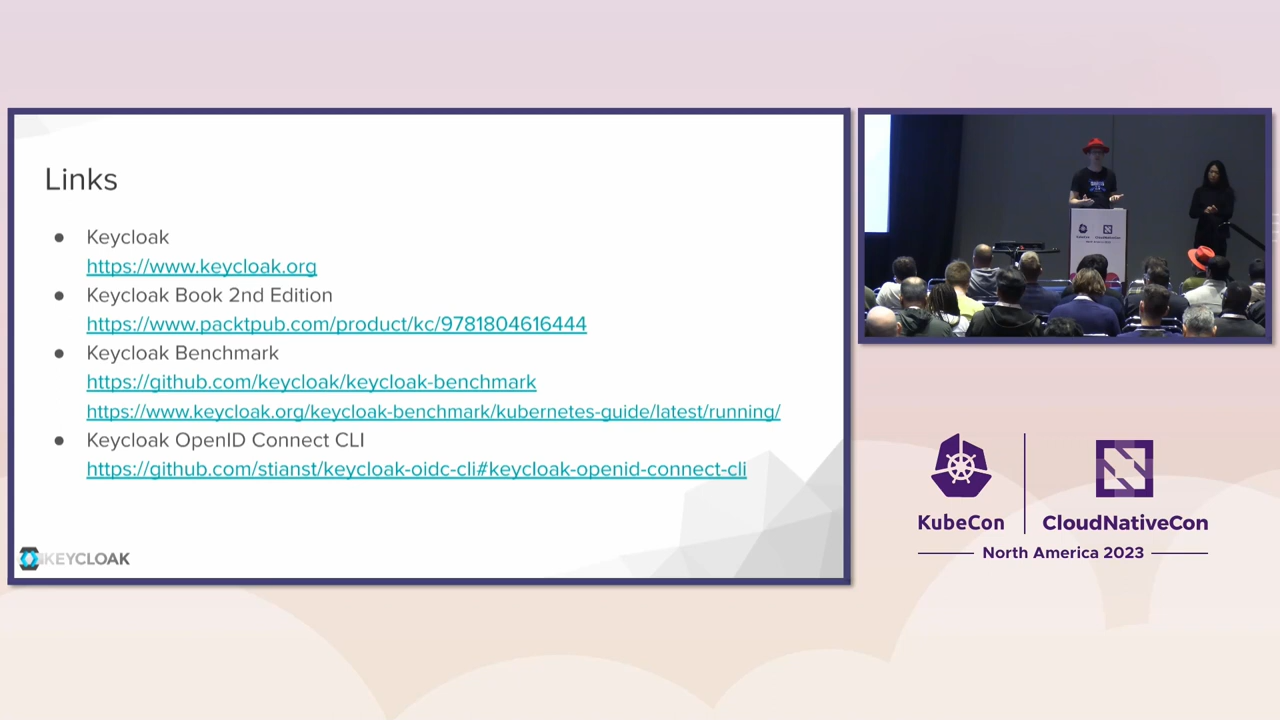 Links
● Keycloak
https://www.keycloak.org
● Keycloak Book 2nd Edition
https://www.packtpub.com/product/kc/9781804616444
● Keycloak Benchmark
https://github.com/keycloak/keycloak-benchmark
https://www.keycloak.org/keycloak-benchmark/kubernetes-guide/latest/running/
● Keycloak OpenID Connect CLI
https://github.com/stianst/keycloak-oidc-cli#keycloak-openid-connect-cli
KEYCLOAK
KubeCon
CloudNativeCon
North America 2023